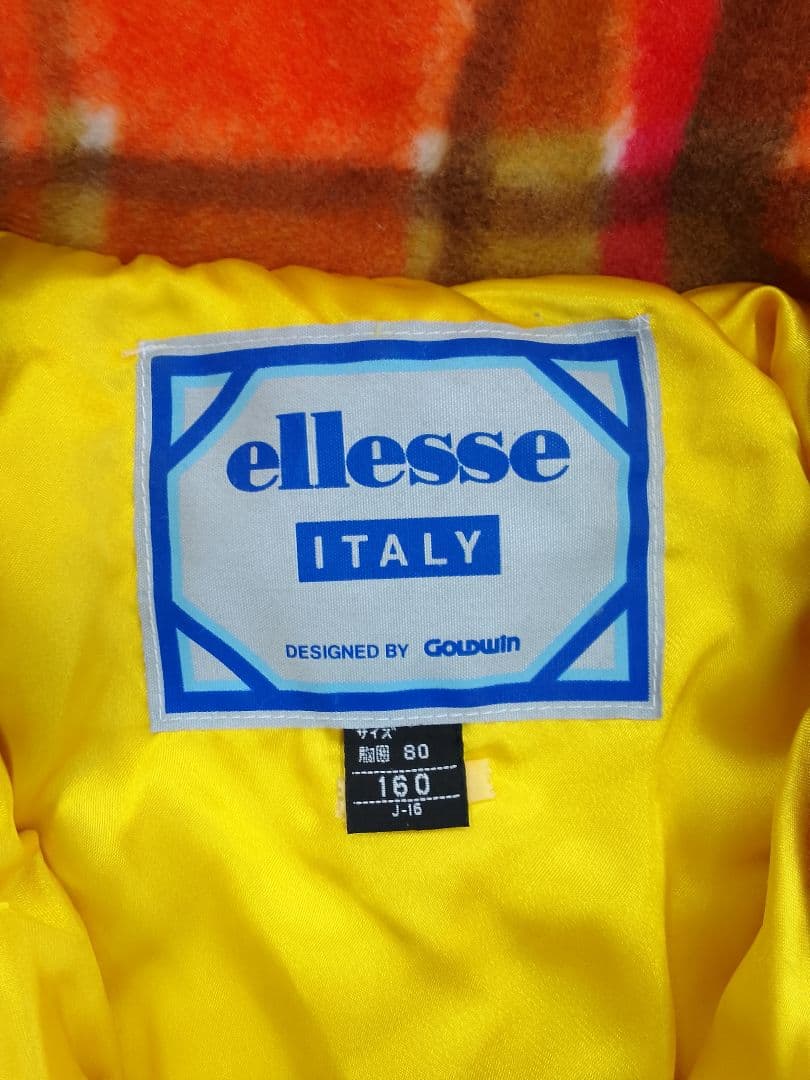 ellesse
ITALY
DESIGNED BY GOLDWIN
サイズ
胸囲 80
160
J-16